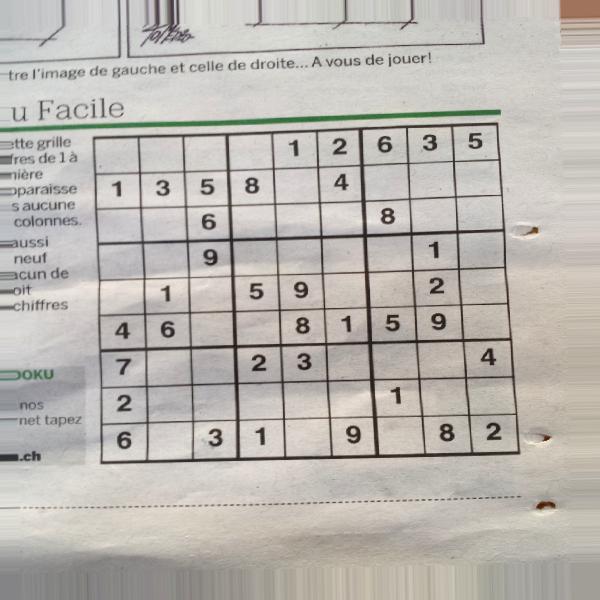 tre l'image de gauche et celle de droite... A vous de jouer!
u Facile
ette grille
fres de 1 à
nière
pparaisse
s aucune
colonnes.
aussi
neuf
acun de
oit
chiffres
OKU
nos
net tapez
.ch
1 2 6 3 5
1 3 5 8 4
6 8
9 1
1 5 9 2
4 6 8 1 5 9
7 2 3 4
2 1
6 3 1 9 8 2